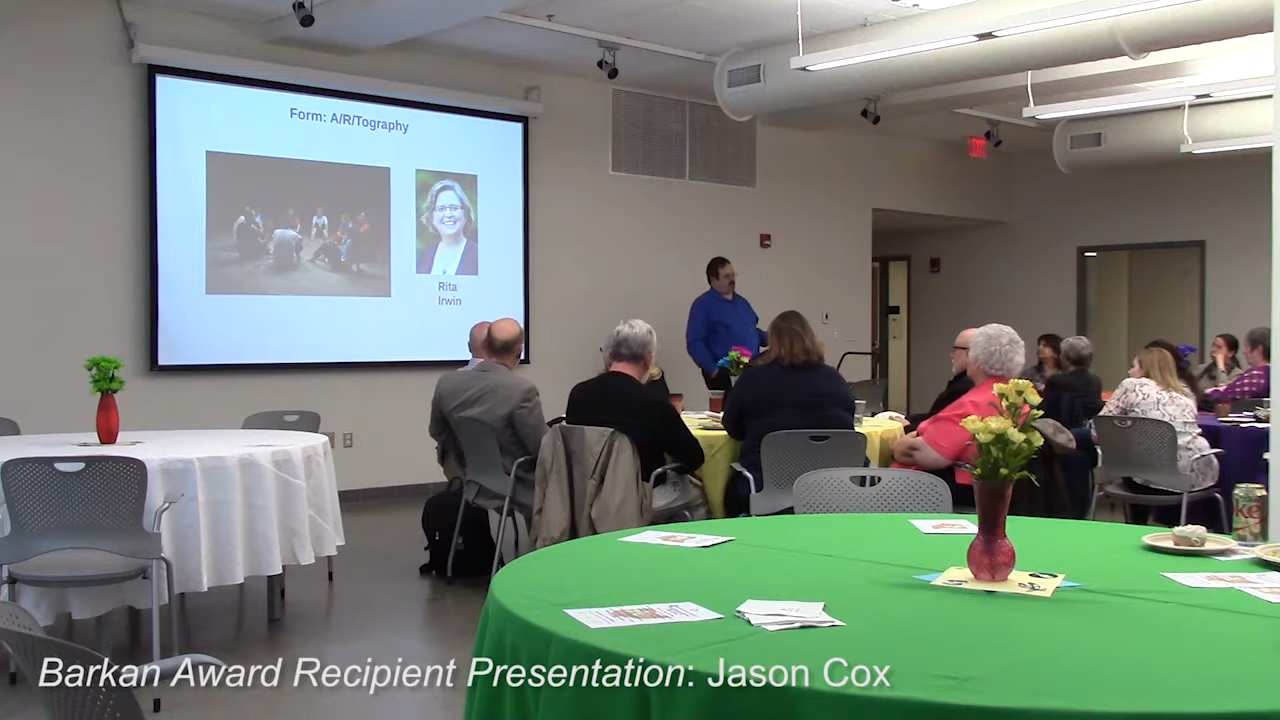 Form: A/R/Tography
Rita
Irwin
Barkan Award Recipient Presentation: Jason Cox